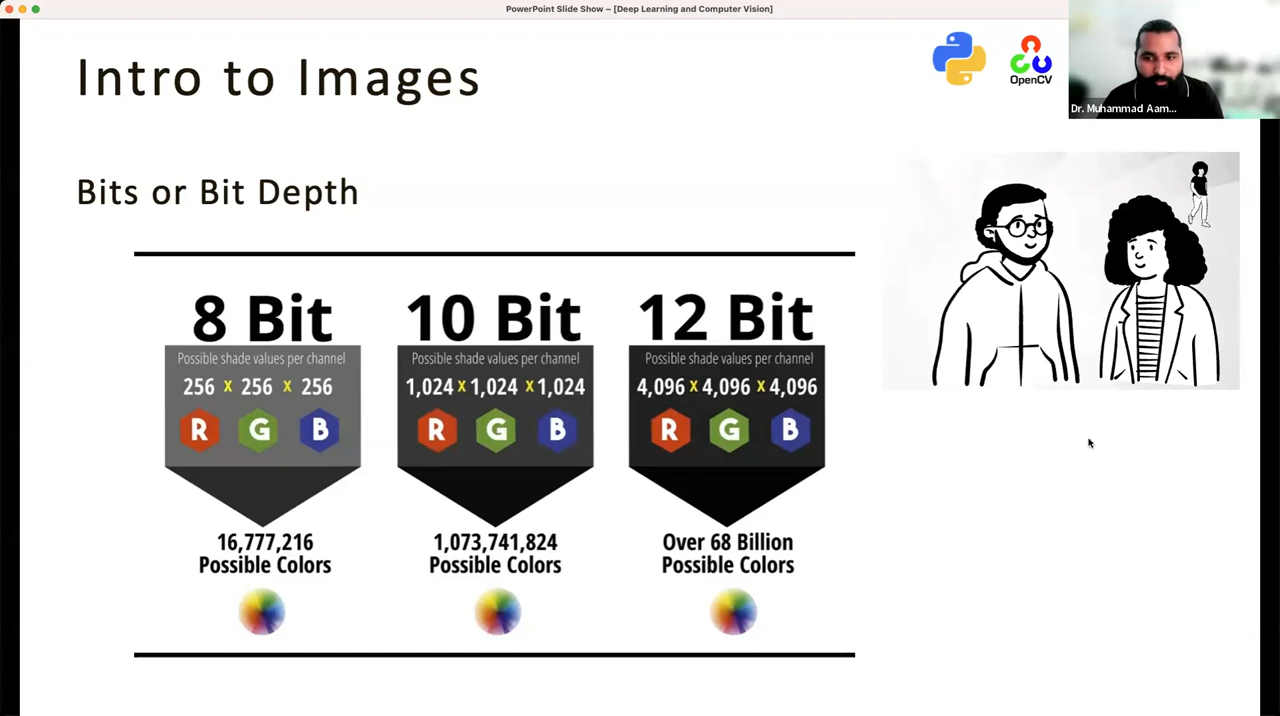 PowerPoint Slide Show – [Deep Learning and Computer Vision]
Intro to Images
OpenCV
Dr. Muhammad Aam...
Bits or Bit Depth
8 Bit
Possible shade values per channel
256 x 256 x 256
R G B
16,777,216
Possible Colors
10 Bit
Possible shade values per channel
1,024 x 1,024 x 1,024
R G B
1,073,741,824
Possible Colors
12 Bit
Possible shade values per channel
4,096 x 4,096 x 4,096
R G B
Over 68 Billion
Possible Colors